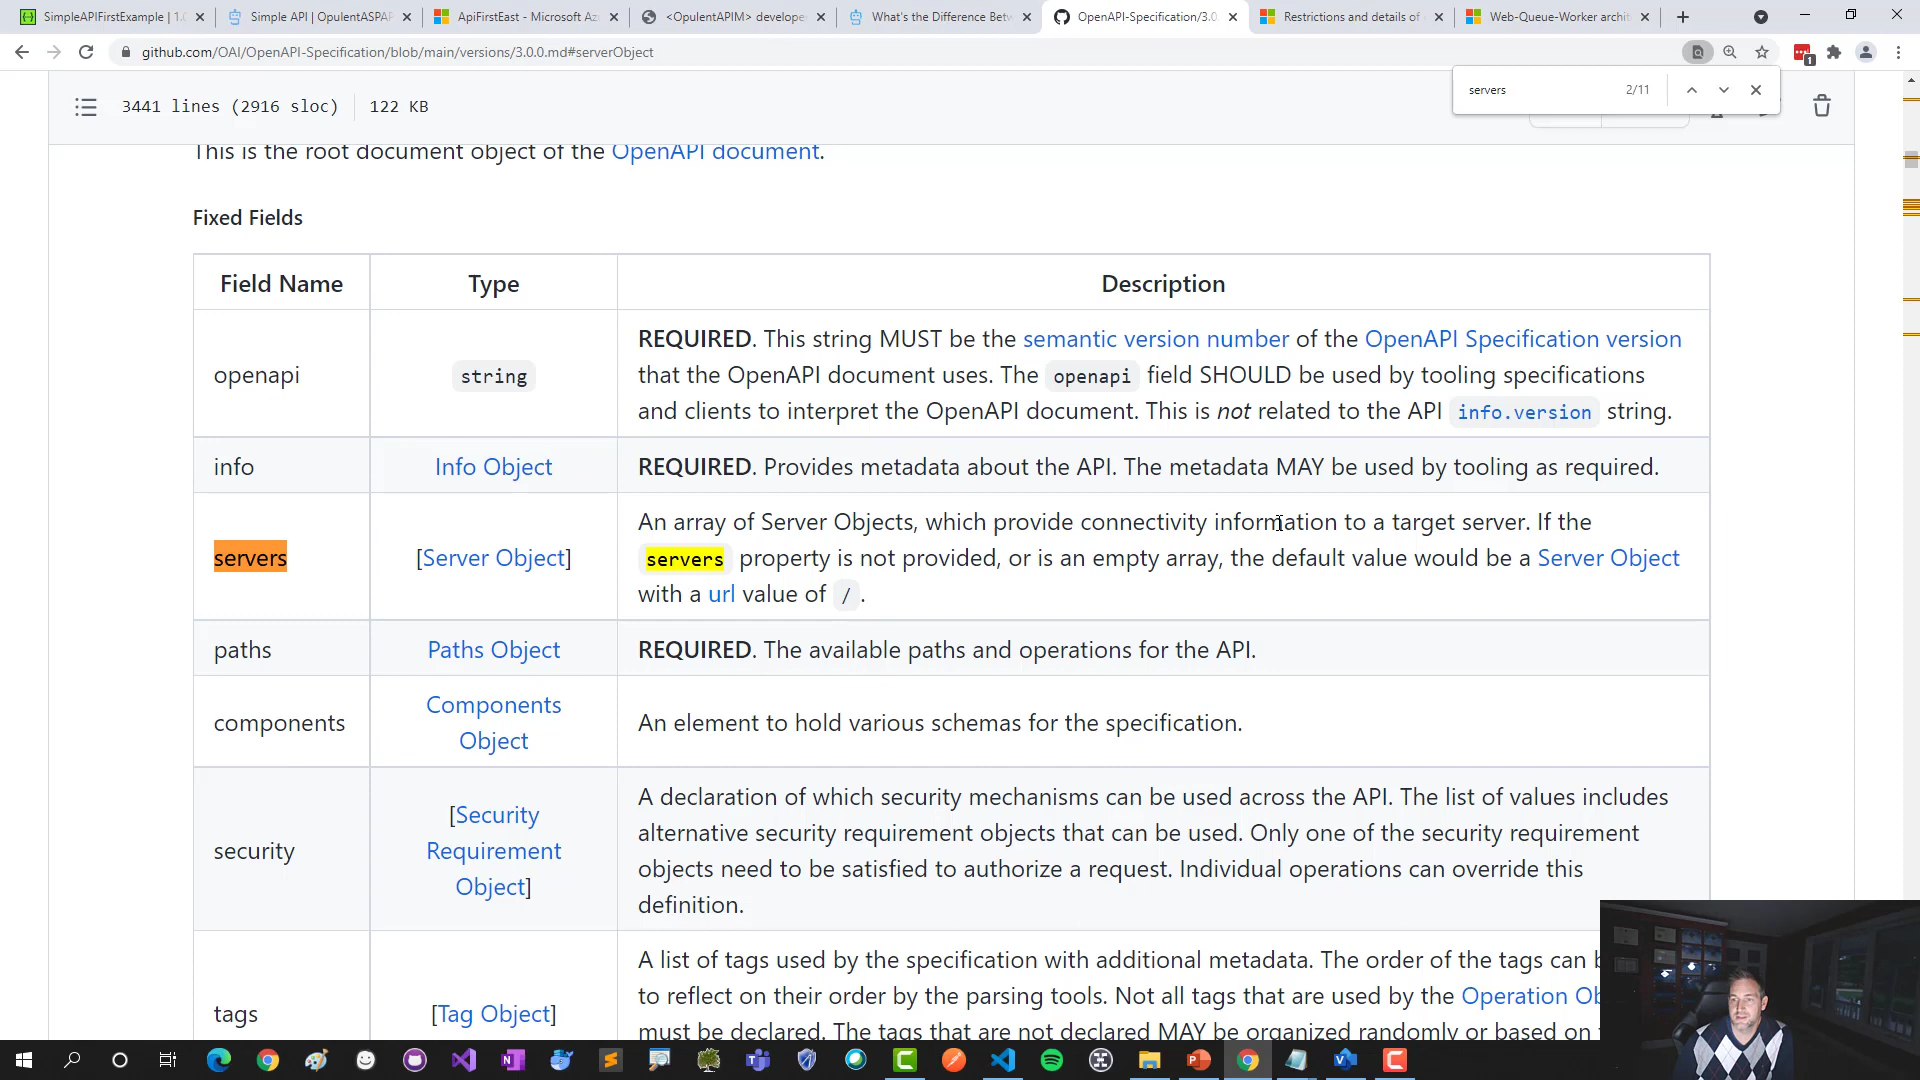 SimpleAPIFirstExample | 1.0
Simple API | OpulentASPAP
ApiFirstEast - Microsoft Az
<OpulentAPIM> develope
What's the Difference Betw
OpenAPI-Specification/3.0
Restrictions and details of
Web-Queue-Worker archit
github.com/OAI/OpenAPI-Specification/blob/main/versions/3.0.0.md#serverObject
1
servers 2/11
3441 lines (2916 sloc) 122 KB
This is the root document object of the OpenAPI document.
Fixed Fields
Field Name Type Description
openapi
string
REQUIRED. This string MUST be the semantic version number of the OpenAPI Specification version
that the OpenAPI document uses. The openapi field SHOULD be used by tooling specifications
and clients to interpret the OpenAPI document. This is not related to the API info.version string.
info
Info Object
REQUIRED. Provides metadata about the API. The metadata MAY be used by tooling as required.
servers
[Server Object]
An array of Server Objects, which provide connectivity information to a target server. If the
servers property is not provided, or is an empty array, the default value would be a Server Object
with a url value of /.
paths
Paths Object
REQUIRED. The available paths and operations for the API.
components
Components
Object
An element to hold various schemas for the specification.
security
[Security
Requirement
Object]
A declaration of which security mechanisms can be used across the API. The list of values includes
alternative security requirement objects that can be used. Only one of the security requirement
objects need to be satisfied to authorize a request. Individual operations can override this
definition.
tags
[Tag Object]
A list of tags used by the specification with additional metadata. The order of the tags can b
to reflect on their order by the parsing tools. Not all tags that are used by the Operation Ob
must be declared. The tags that are not declared MAY be organized randomly or based on